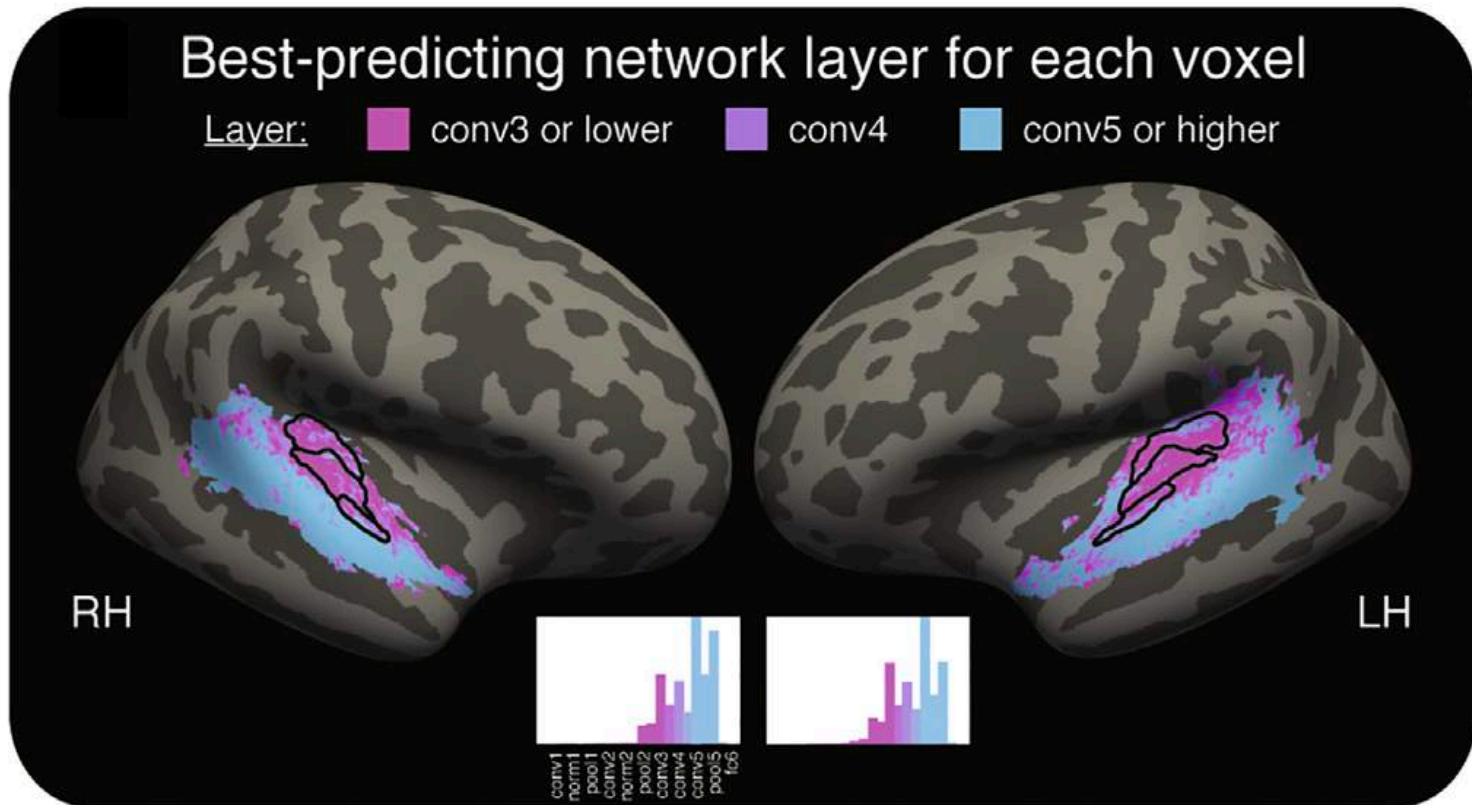 Best-predicting network layer for each voxel
Layer: conv3 or lower conv4 conv5 or higher
RH
LH
conv1
norm1
pool1
conv2
norm2
pool2
conv3
conv4
conv5
pool5
fc6